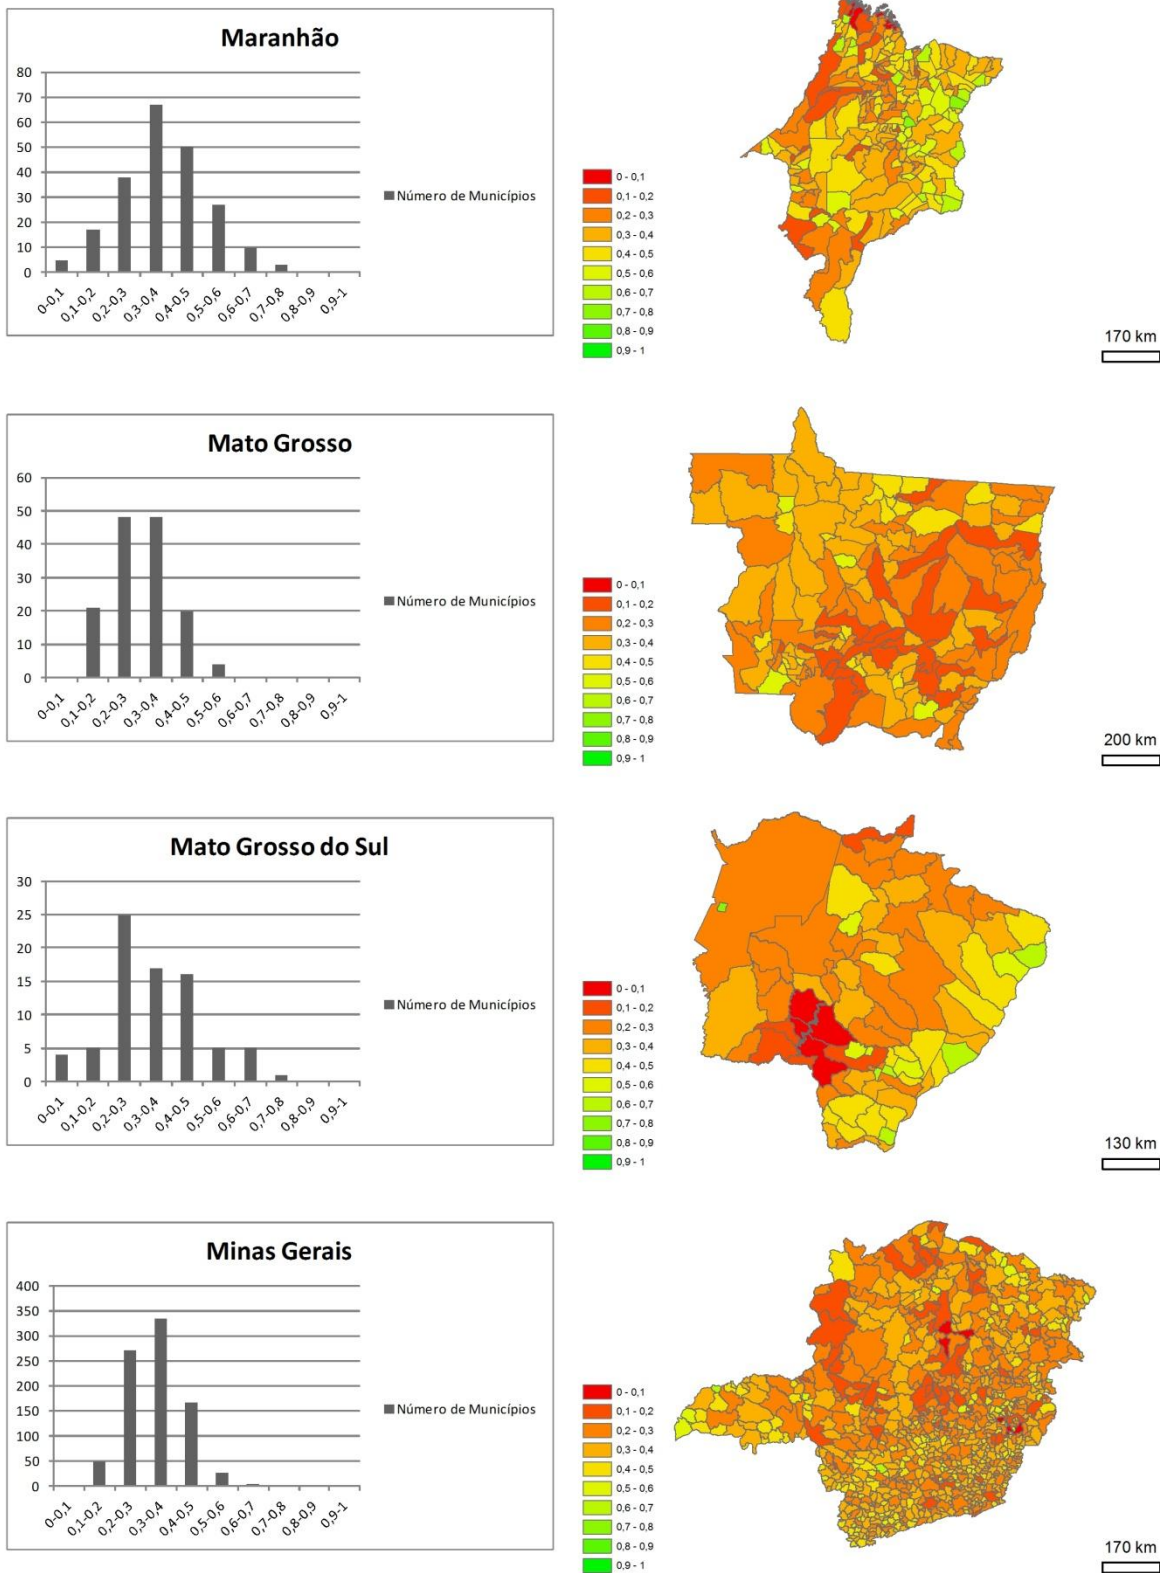 Maranhão
80
70
60
50
40
30
20
10
0
0-0,1
0,1-0,2
0,2-0,3
0,3-0,4
0,4-0,5
0,5-0,6
0,6-0,7
0,7-0,8
0,8-0,9
0,9-1
Número de Municípios
0 - 0,1
0,1 - 0,2
0,2 - 0,3
0,3 - 0,4
0,4 - 0,5
0,5 - 0,6
0,6 - 0,7
0,7 - 0,8
0,8 - 0,9
0,9 - 1
170 km
Mato Grosso
60
50
40
30
20
10
0
0-0,1
0,1-0,2
0,2-0,3
0,3-0,4
0,4-0,5
0,5-0,6
0,6-0,7
0,7-0,8
0,8-0,9
0,9-1
Número de Municípios
0 - 0,1
0,1 - 0,2
0,2 - 0,3
0,3 - 0,4
0,4 - 0,5
0,5 - 0,6
0,6 - 0,7
0,7 - 0,8
0,8 - 0,9
0,9 - 1
200 km
Mato Grosso do Sul
30
25
20
15
10
5
0
0-0,1
0,1-0,2
0,2-0,3
0,3-0,4
0,4-0,5
0,5-0,6
0,6-0,7
0,7-0,8
0,8-0,9
0,9-1
Número de Municípios
0 - 0,1
0,1 - 0,2
0,2 - 0,3
0,3 - 0,4
0,4 - 0,5
0,5 - 0,6
0,6 - 0,7
0,7 - 0,8
0,8 - 0,9
0,9 - 1
130 km
Minas Gerais
400
350
300
250
200
150
100
50
0
0-0,1
0,1-0,2
0,2-0,3
0,3-0,4
0,4-0,5
0,5-0,6
0,6-0,7
0,7-0,8
0,8-0,9
0,9-1
Número de Municípios
0 - 0,1
0,1 - 0,2
0,2 - 0,3
0,3 - 0,4
0,4 - 0,5
0,5 - 0,6
0,6 - 0,7
0,7 - 0,8
0,8 - 0,9
0,9 - 1
170 km